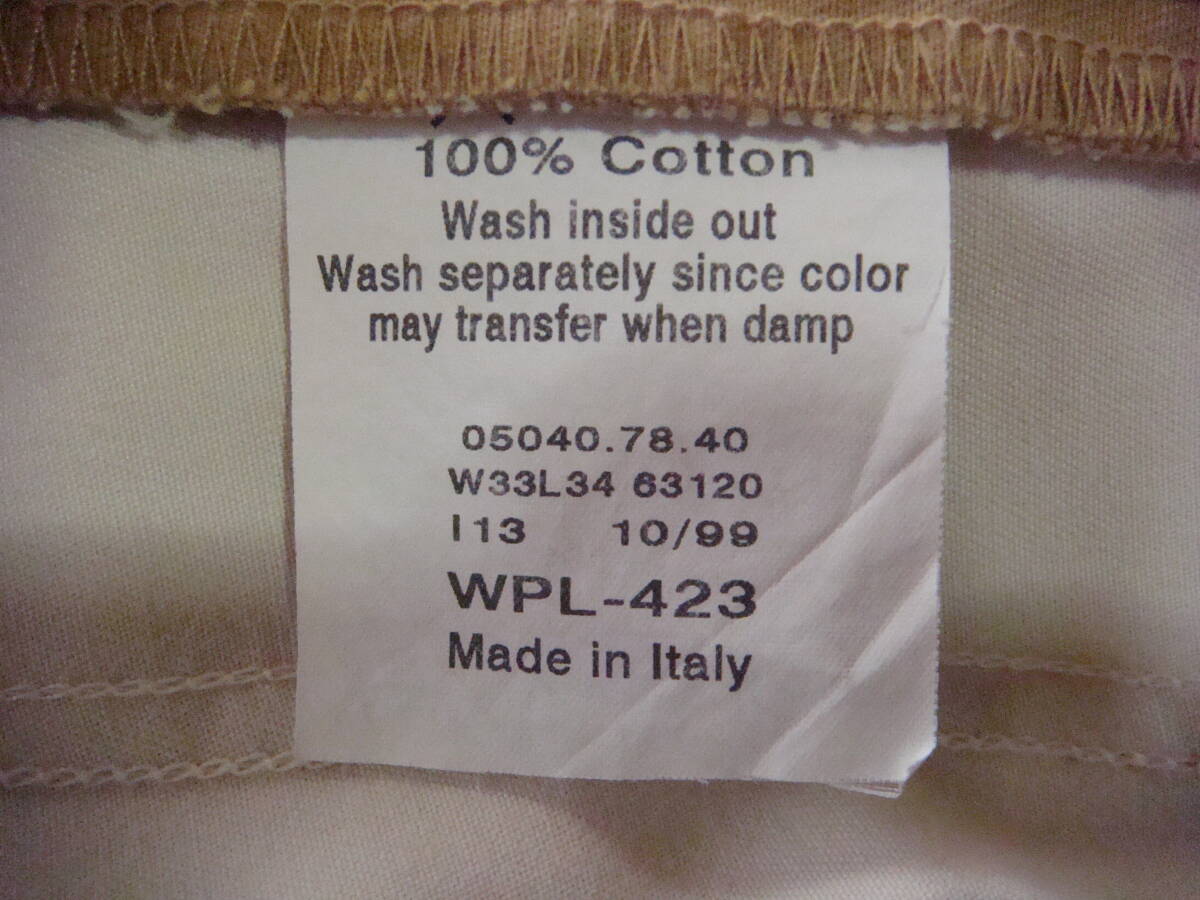 100% Cotton
Wash inside out
Wash separately since color
may transfer when damp
05040.78.40
W33L34 63120
I13 10/99
WPL-423
Made in Italy